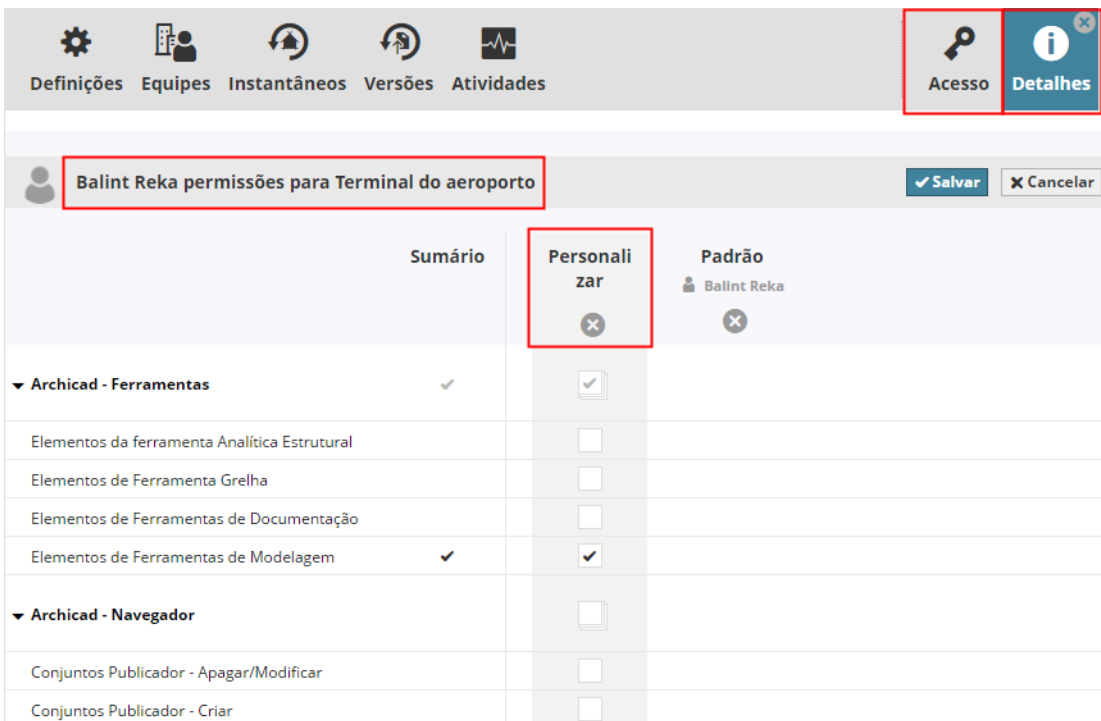 Definições Equipes Instantâneos Versões Atividades Acesso Detalhes
Balint Reka permissões para Terminal do aeroporto Salvar Cancelar
Sumário Personali Padrão
zar Balint Reka
Archicad - Ferramentas
Elementos da ferramenta Analítica Estrutural
Elementos de Ferramenta Grelha
Elementos de Ferramentas de Documentação
Elementos de Ferramentas de Modelagem
Archicad - Navegador
Conjuntos Publicador - Apagar/Modificar
Conjuntos Publicador - Criar